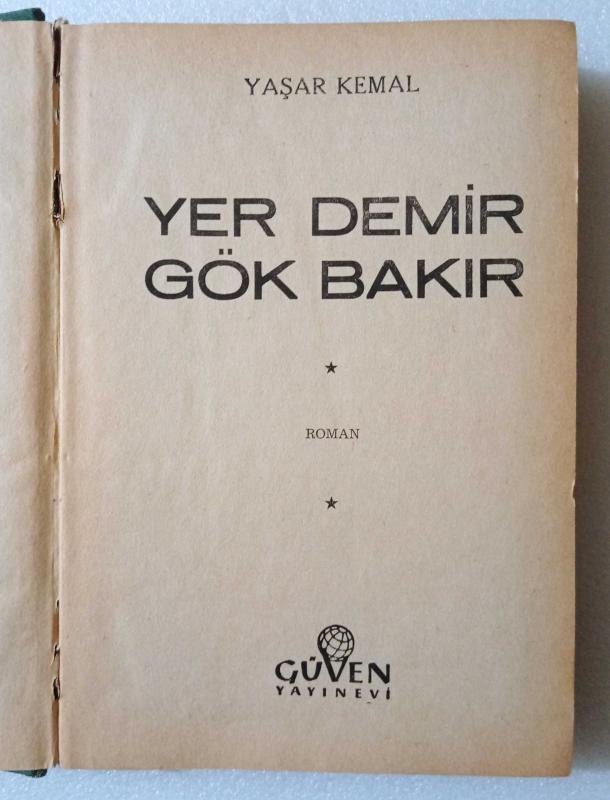 YAŞAR KEMAL
YER DEMİR
GÖK BAKIR
ROMAN
GÜVEN
YAYINEVİ